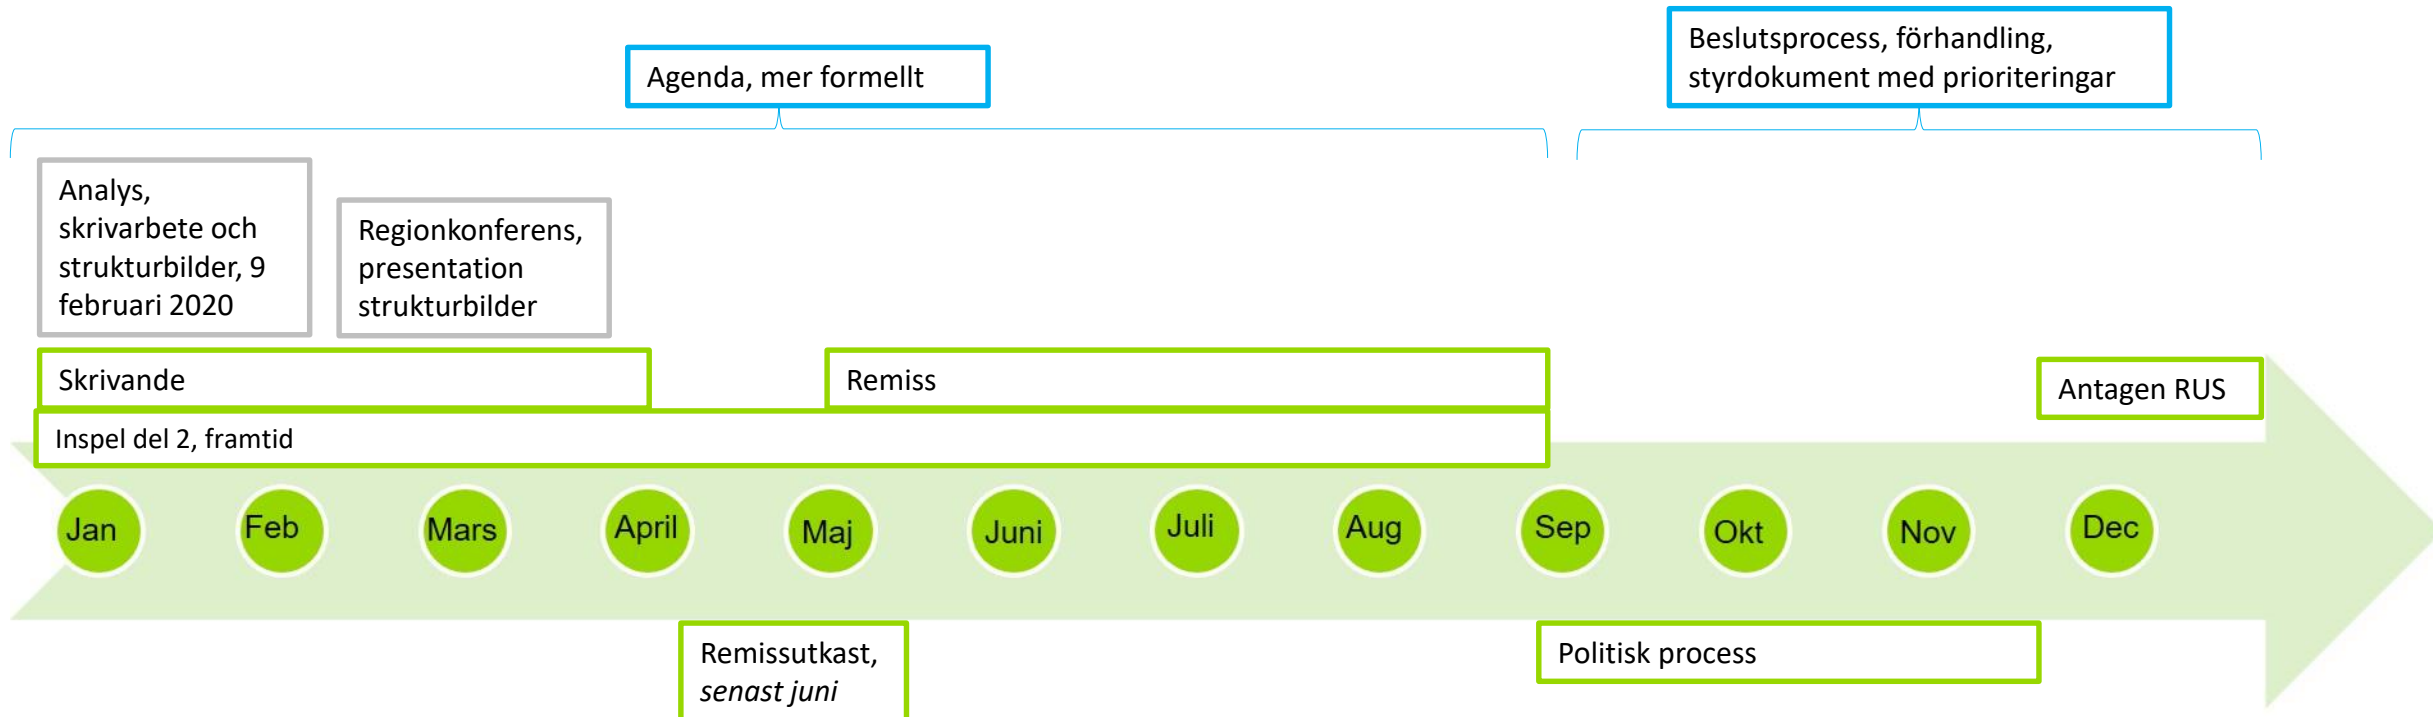 Agenda, mer formellt
Beslutsprocess, förhandling,
styrdokument med prioriteringar
Analys,
skrivarbete och
strukturbilder, 9
februari 2020
Regionkonferens,
presentation
strukturbilder
Skrivande
Remiss
Antagen RUS
Inspel del 2, framtid
Jan
Feb
Mars
April
Maj
Juni
Juli
Aug
Sep
Okt
Nov
Dec
Remissutkast,
senast juni
Politisk process